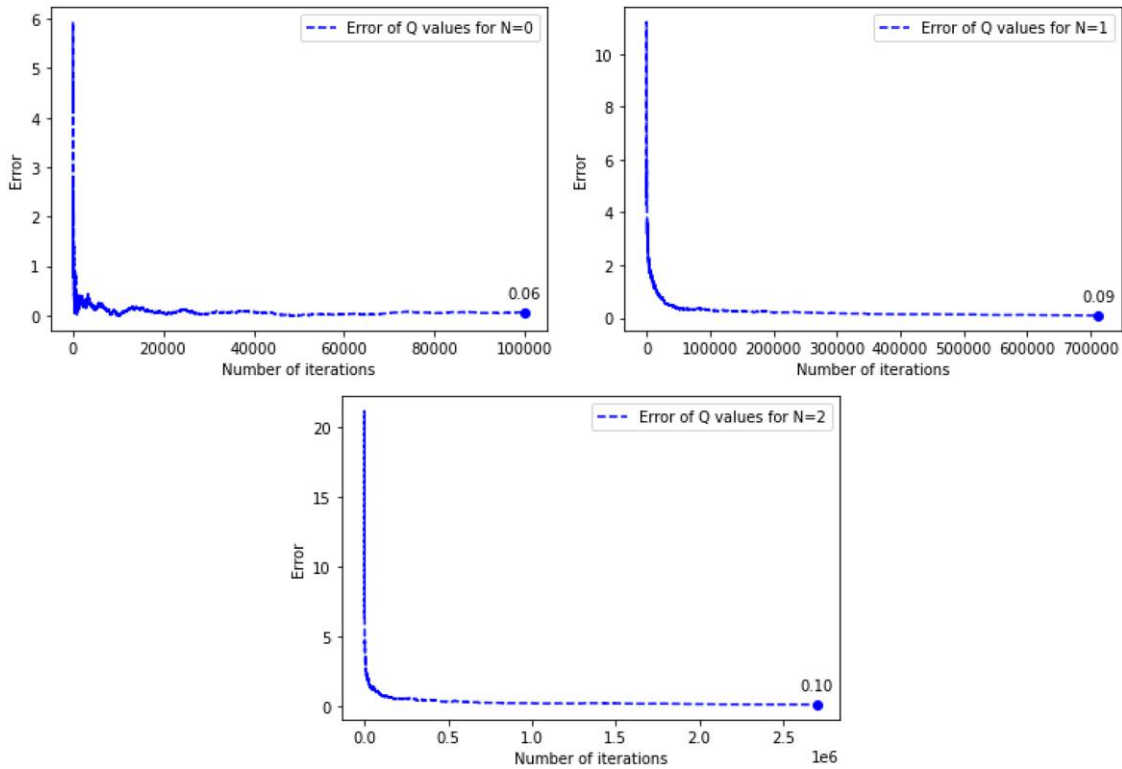 Error of Q values for N=0
6
5
4
3
2
1
0
Error
0.06
0 20000 40000 60000 80000 100000
Number of iterations
Error of Q values for N=1
10
8
6
4
2
0
Error
0.09
0 100000 200000 300000 400000 500000 600000 700000
Number of iterations
Error of Q values for N=2
20
15
10
5
0
Error
0.10
0.0 0.5 1.0 1.5 2.0 2.5
1e6
Number of iterations